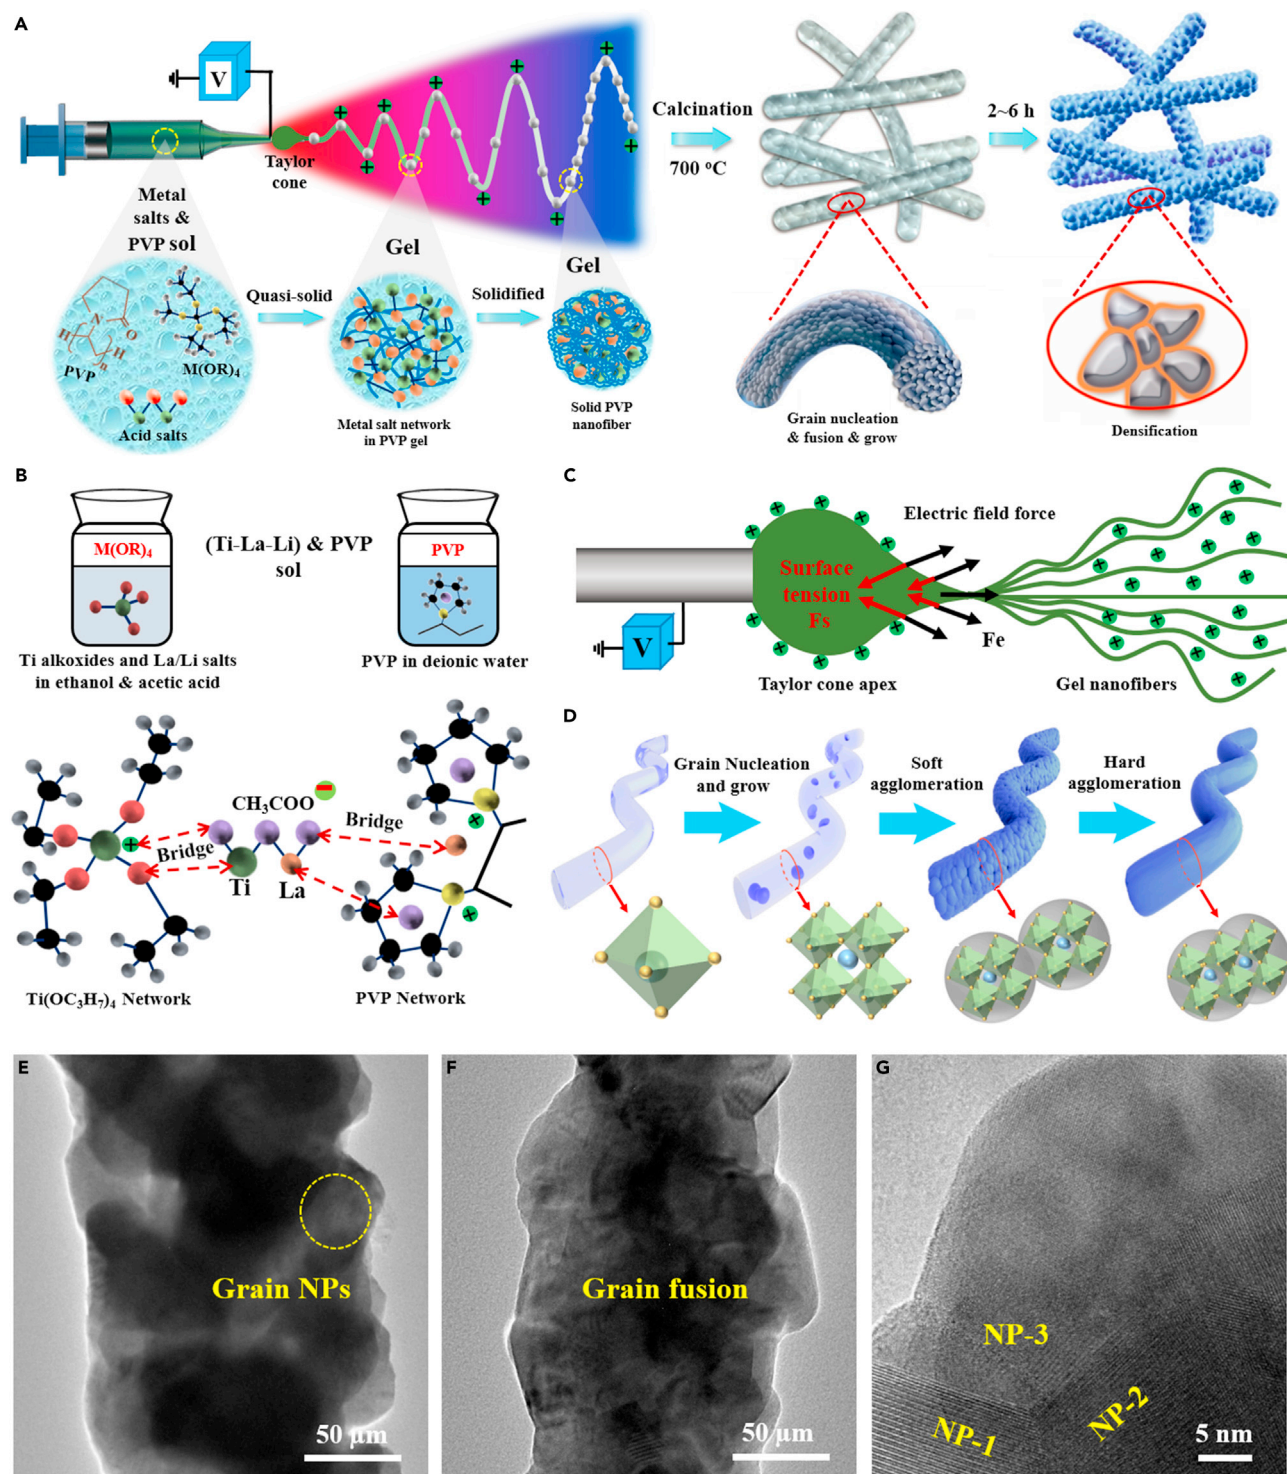 A
V
Taylor
cone
Metal
salts &
PVP sol
Gel
Gel
Quasi-solid
Solidified
N
O
H
H
n
PVP
M(OR)4
Acid salts
Metal salt network
in PVP gel
Solid PVP
nanofiber
Calcination
700 °C
2~6 h
Grain nucleation
& fusion & grow
Densification
B
M(OR)4
(Ti-La-Li) & PVP
sol
PVP
Ti alkoxides and La/Li salts
in ethanol & acetic acid
PVP in deionic water
CH3COO
Bridge
Bridge
Ti
La
Ti(OC3H7)4 Network
PVP Network
C
Electric field force
Surface
tension
Fs
Fe
V
Taylor cone apex
Gel nanofibers
D
Grain Nucleation
and grow
Soft
agglomeration
Hard
agglomeration
E
Grain NPs
50 µm
F
Grain fusion
50 µm
G
NP-3
NP-1
NP-2
5 nm